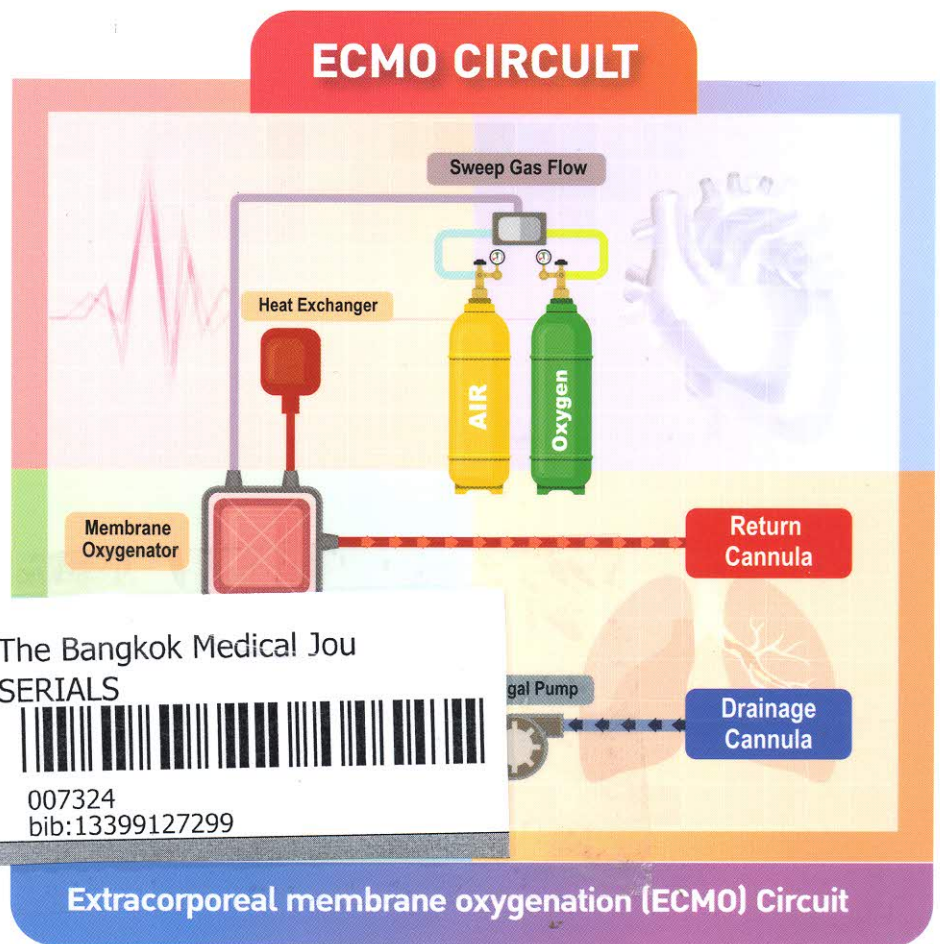 ECMO CIRCULT
Sweep Gas Flow
Heat Exchanger
AIR
Oxygen
Membrane
Oxygenator
Return
Cannula
The Bangkok Medical Jou
SERIALS
007324
bib:13399127299
gal Pump
Drainage
Cannula
Extracorporeal membrane oxygenation (ECMO) Circuit